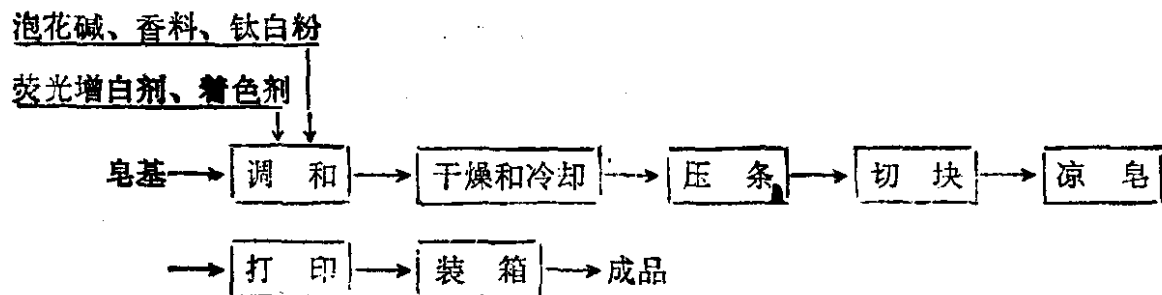 泡花碱、香料、钛白粉
荧光增白剂、着色剂
皂基 调和 干燥和冷却 压条 切块 凉皂
打印 装箱 成品